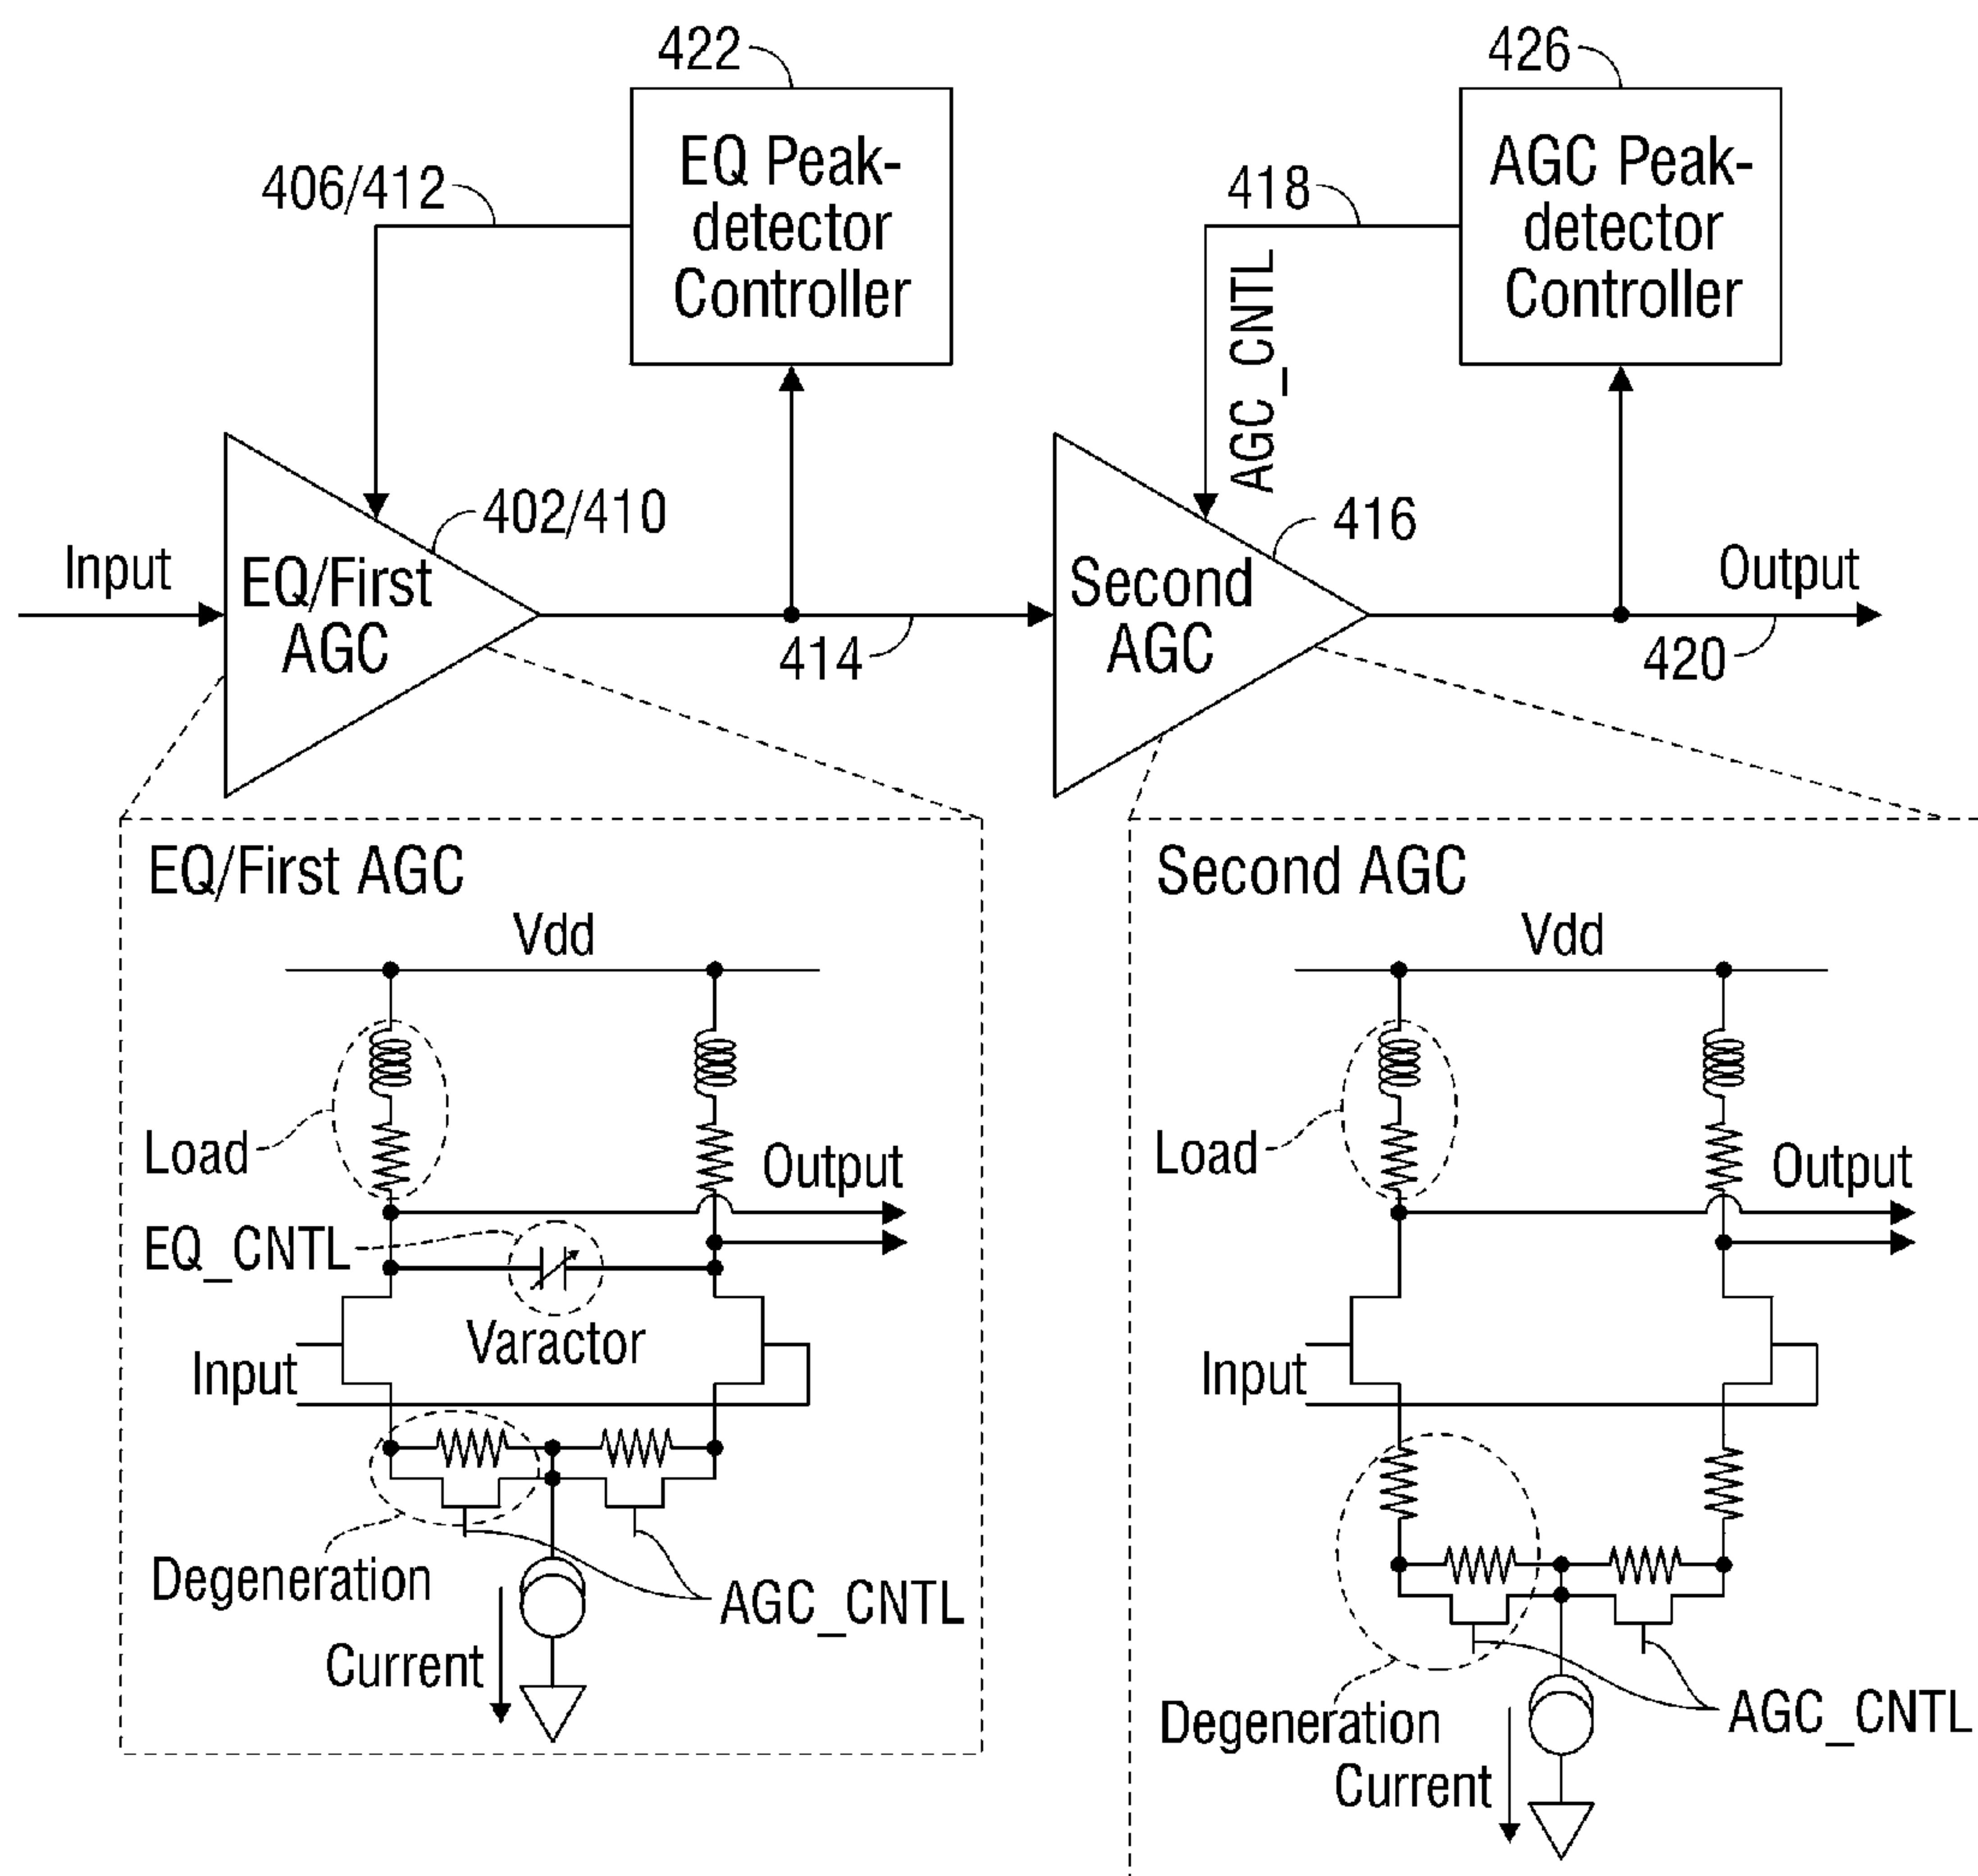 422
426
EQ Peak-
detector
Controller
AGC Peak-
detector
Controller
406/412
418
AGC_CNTL
402/410
416
Input
EQ/First
AGC
Second
AGC
Output
414
420
EQ/First AGC
Vdd
Load
Output
EQ_CNTL
Varactor
Input
Degeneration
AGC_CNTL
Current
Second AGC
Vdd
Load
Output
Input
Degeneration
AGC_CNTL
Current